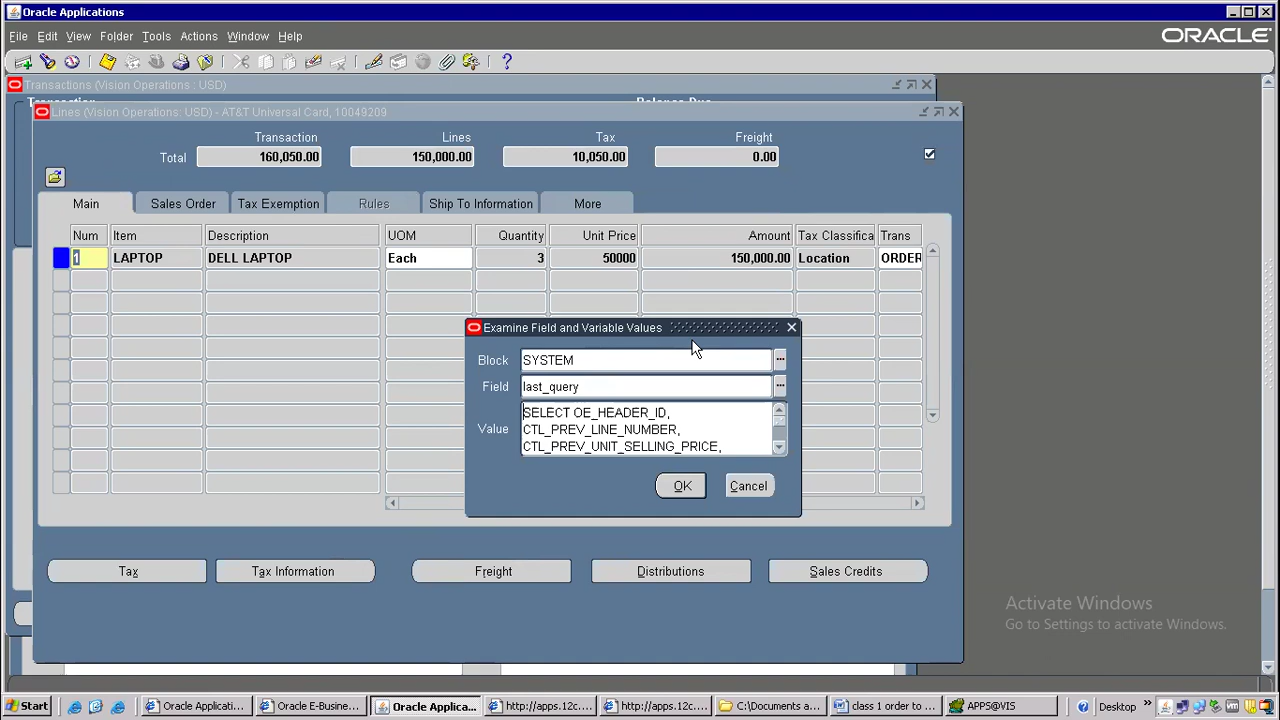 Oracle Applications
File Edit View Folder Tools Actions Window Help
ORACLE
Transactions (Vision Operations : USD)
Transaction Balance Due
Lines (Vision Operations: USD) - AT&T Universal Card, 10049209
Transaction Lines Tax Freight
Total 160,050.00 150,000.00 10,050.00 0.00
Main Sales Order Tax Exemption Rules Ship To Information More
Num Item Description UOM Quantity Unit Price Amount Tax Classifica Trans
1 LAPTOP DELL LAPTOP Each 3 50000 150,000.00 Location ORDER
Examine Field and Variable Values
Block SYSTEM
Field last_query
Value SELECT OE_HEADER_ID,
CTL_PREV_LINE_NUMBER,
CTL_PREV_UNIT_SELLING_PRICE,
OK Cancel
Tax Tax Information Freight Distributions Sales Credits
Activate Windows
Go to Settings to activate Windows.
Start Oracle Applicati... Oracle E-Busine... Oracle Applica... http://apps.12c... http://apps.12c... C:\Documents a... class 1 order to ... APPS@VIS Desktop